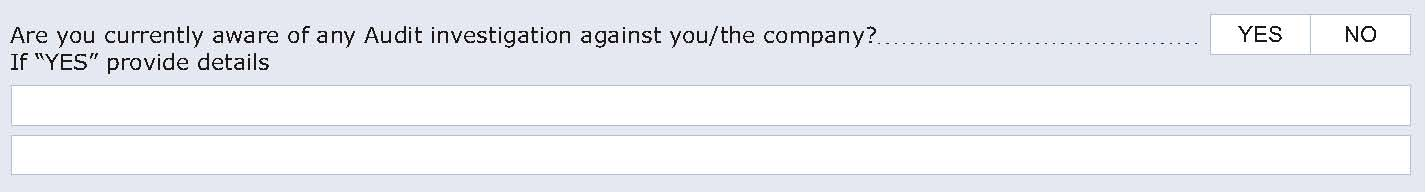 Are you currently aware of any Audit investigation against you/the company?..................................... YES NO
If “YES” provide details